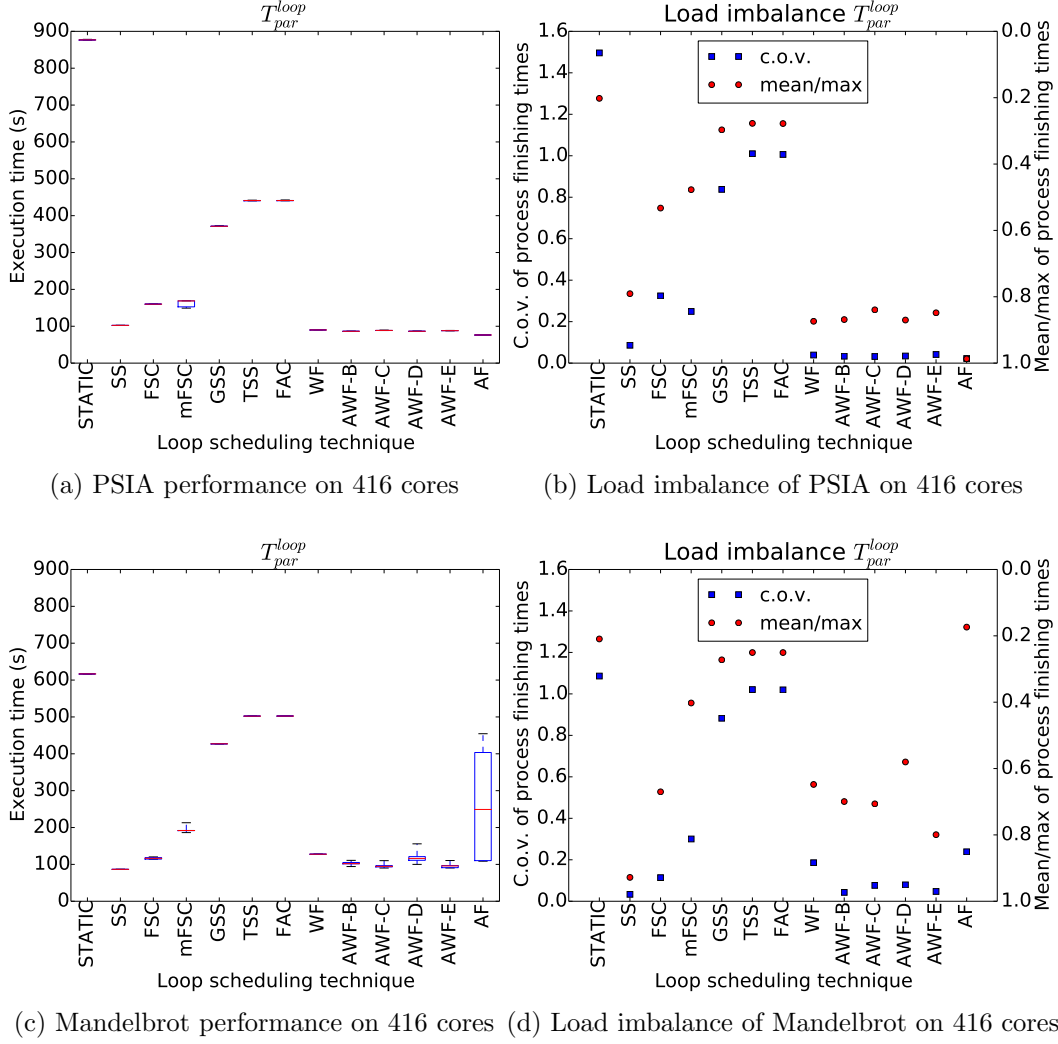 $T_{par}^{loop}$
Execution time (s)
900
800
700
600
500
400
300
200
100
0
STATIC
SS
FSC
mFSC
GSS
TSS
FAC
WF
AWF-B
AWF-C
AWF-D
AWF-E
AF
Loop scheduling technique
(a) PSIA performance on 416 cores
Load imbalance $T_{par}^{loop}$
c.o.v.
mean/max
C.o.v. of process finishing times
1.6
1.4
1.2
1.0
0.8
0.6
0.4
0.2
0.0
Mean/max of process finishing times
0.0
0.2
0.4
0.6
0.8
1.0
STATIC
SS
FSC
mFSC
GSS
TSS
FAC
WF
AWF-B
AWF-C
AWF-D
AWF-E
AF
Loop scheduling technique
(b) Load imbalance of PSIA on 416 cores
$T_{par}^{loop}$
Execution time (s)
900
800
700
600
500
400
300
200
100
0
STATIC
SS
FSC
mFSC
GSS
TSS
FAC
WF
AWF-B
AWF-C
AWF-D
AWF-E
AF
Loop scheduling technique
(c) Mandelbrot performance on 416 cores
Load imbalance $T_{par}^{loop}$
c.o.v.
mean/max
C.o.v. of process finishing times
1.6
1.4
1.2
1.0
0.8
0.6
0.4
0.2
0.0
Mean/max of process finishing times
0.0
0.2
0.4
0.6
0.8
1.0
STATIC
SS
FSC
mFSC
GSS
TSS
FAC
WF
AWF-B
AWF-C
AWF-D
AWF-E
AF
Loop scheduling technique
(d) Load imbalance of Mandelbrot on 416 cores